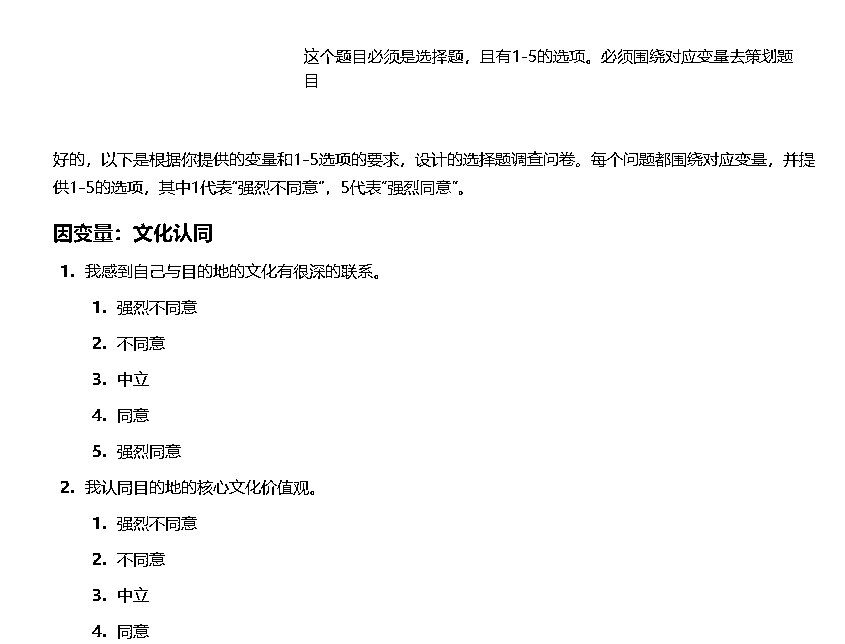 这个题目必须是选择题，且有1-5的选项。必须围绕对应变量去策划题
目
好的，以下是根据你提供的变量和1-5选项的要求，设计的选择题调查问卷。每个问题都围绕对应变量，并提
供1-5的选项，其中1代表“强烈不同意”，5代表“强烈同意”。
因变量：文化认同
1. 我感到自己与目的地的文化有很深的联系。
1. 强烈不同意
2. 不同意
3. 中立
4. 同意
5. 强烈同意
2. 我认同目的地的核心文化价值观。
1. 强烈不同意
2. 不同意
3. 中立
4. 同意